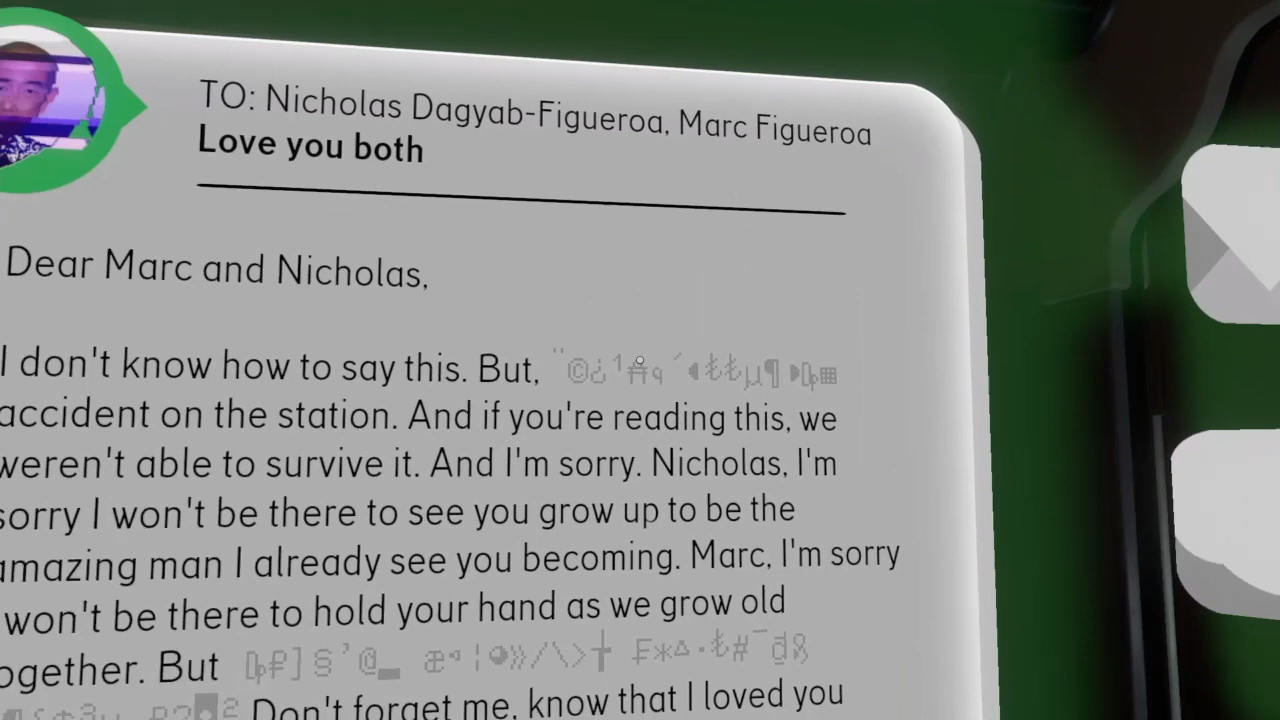 TO: Nicholas Dagyab-Figueroa, Marc Figueroa
Love you both
Dear Marc and Nicholas,
I don't know how to say this. But,
accident on the station. And if you're reading this, we
weren't able to survive it. And I'm sorry. Nicholas, I'm
sorry I won't be there to see you grow up to be the
amazing man I already see you becoming. Marc, I'm sorry
won't be there to hold your hand as we grow old
together. But
Don't forget me, know that I loved you